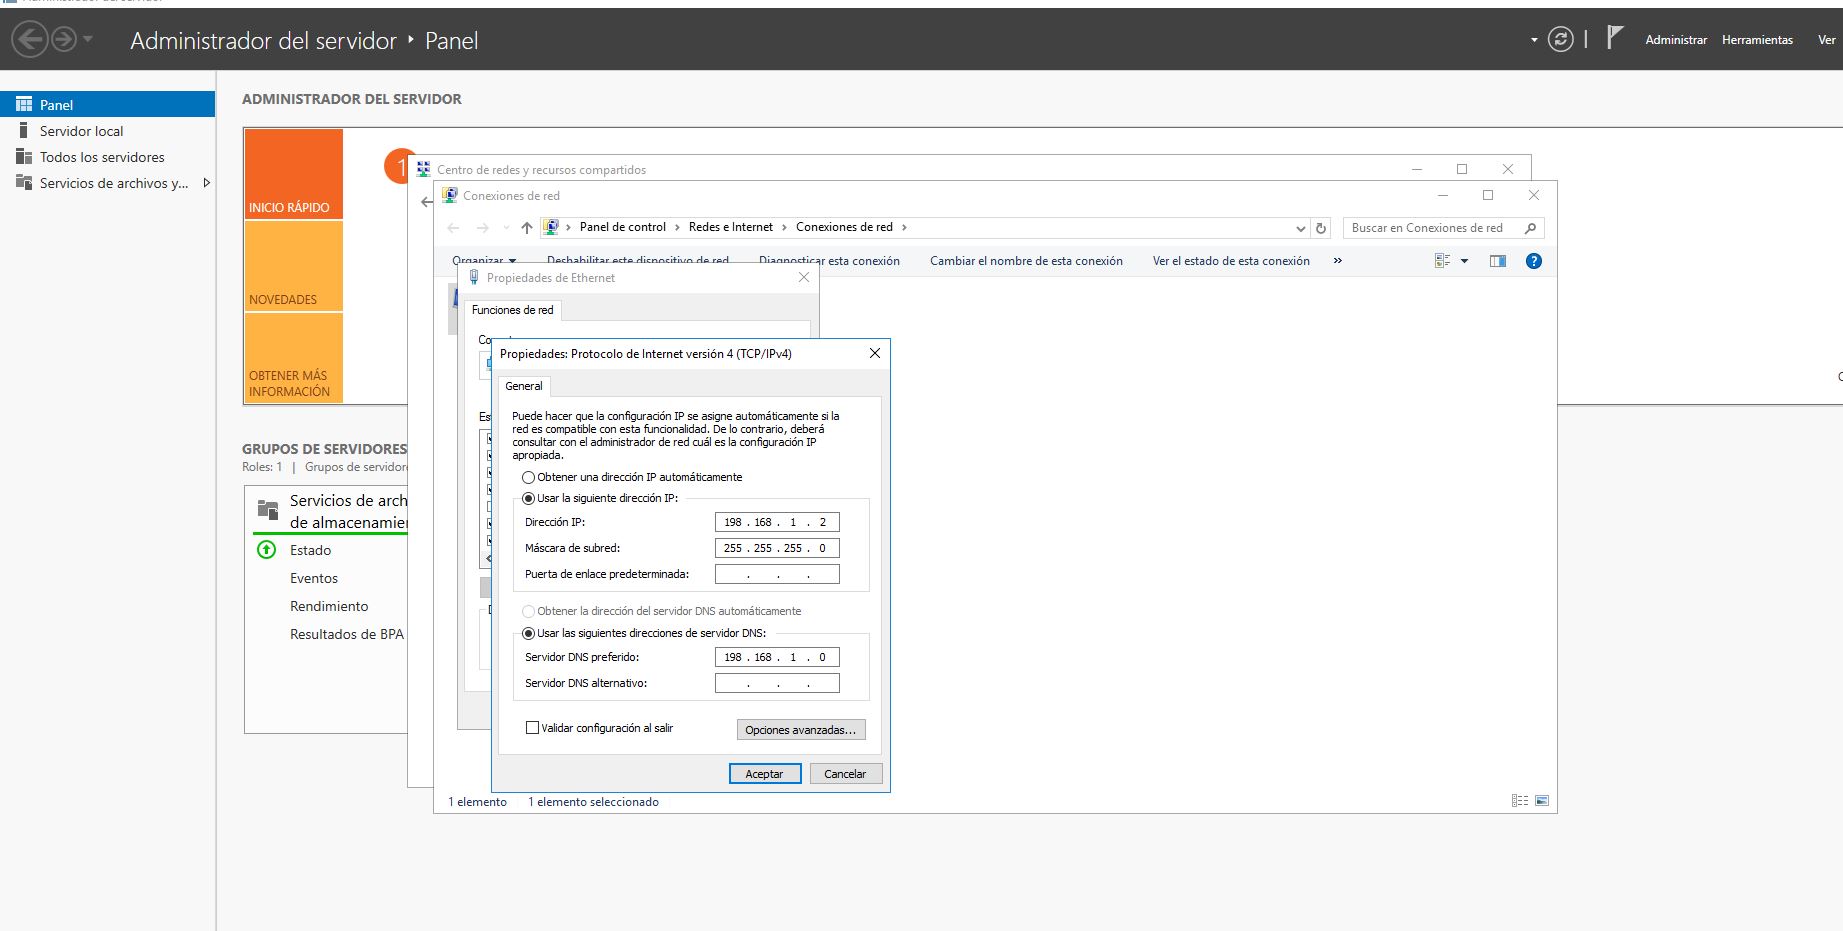 Administrador del servidor ‣ Panel
Administrar
Herramientas
Ver
Panel
Servidor local
Todos los servidores
Servicios de archivos y...
ADMINISTRADOR DEL SERVIDOR
INICIO RÁPIDO
NOVEDADES
OBTENER MÁS
INFORMACIÓN
1
GRUPOS DE SERVIDORES
Roles: 1 | Grupos de servidore
Servicios de arch
de almacenamier
Estado
Eventos
Rendimiento
Resultados de BPA
Centro de redes y recursos compartidos
Conexiones de red
Panel de control › Redes e Internet › Conexiones de red ›
Buscar en Conexiones de red
Organizar
Deshabilitar este dispositivo de red
Diagnosticar esta conexión
Cambiar el nombre de esta conexión
Ver el estado de esta conexión
»
Propiedades de Ethernet
Funciones de red
Es
Propiedades: Protocolo de Internet versión 4 (TCP/IPv4)
General
Puede hacer que la configuración IP se asigne automáticamente si la
red es compatible con esta funcionalidad. De lo contrario, deberá
consultar con el administrador de red cuál es la configuración IP
apropiada.
Obtener una dirección IP automáticamente
Usar la siguiente dirección IP:
Dirección IP: 198 . 168 . 1 . 2
Máscara de subred: 255 . 255 . 255 . 0
Puerta de enlace predeterminada: . . .
Obtener la dirección del servidor DNS automáticamente
Usar las siguientes direcciones de servidor DNS:
Servidor DNS preferido: 198 . 168 . 1 . 0
Servidor DNS alternativo: . . .
Validar configuración al salir
Opciones avanzadas...
Aceptar
Cancelar
1 elemento
1 elemento seleccionado